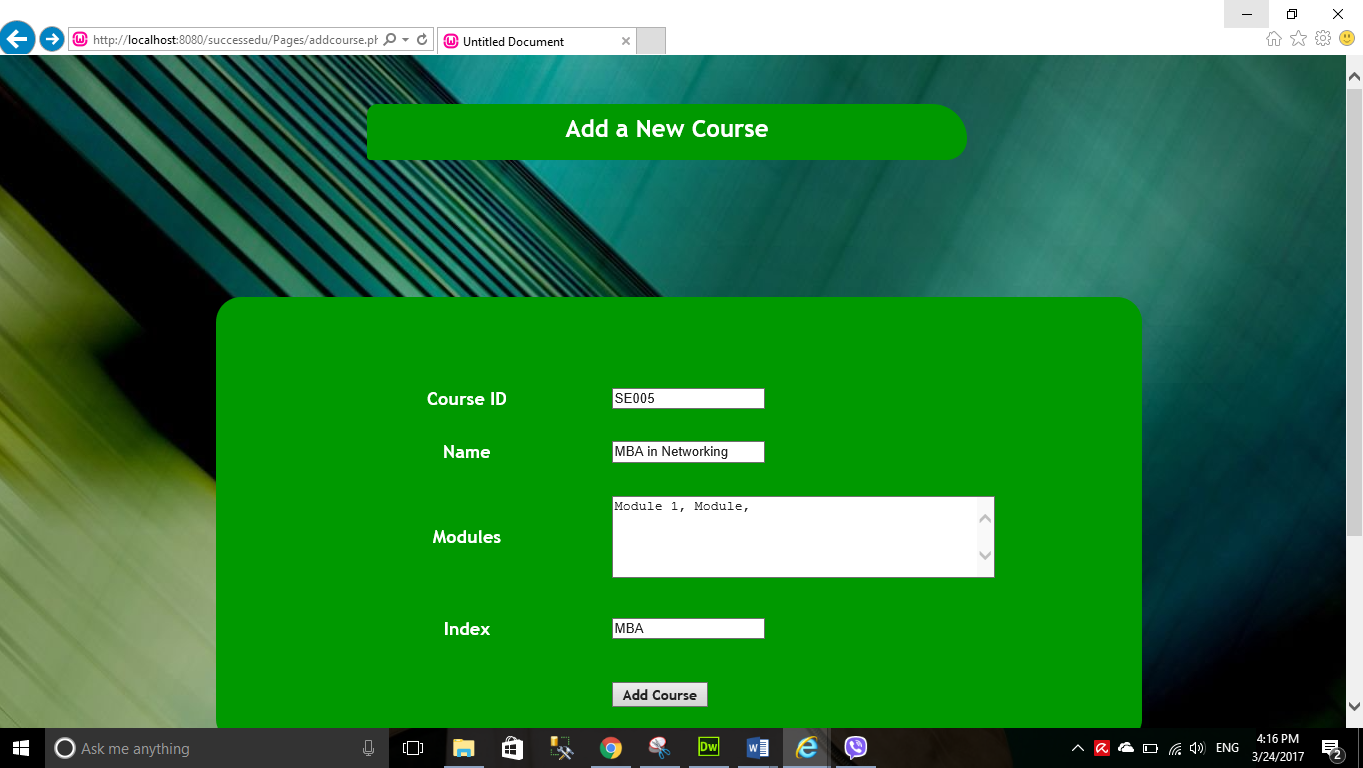 http://localhost:8080/successedu/Pages/addcourse.ph
Untitled Document
Add a New Course
Course ID SE005
Name MBA in Networking
Modules Module 1, Module,
Index MBA
Add Course
Ask me anything
Dw
ENG
4:16 PM
3/24/2017
2